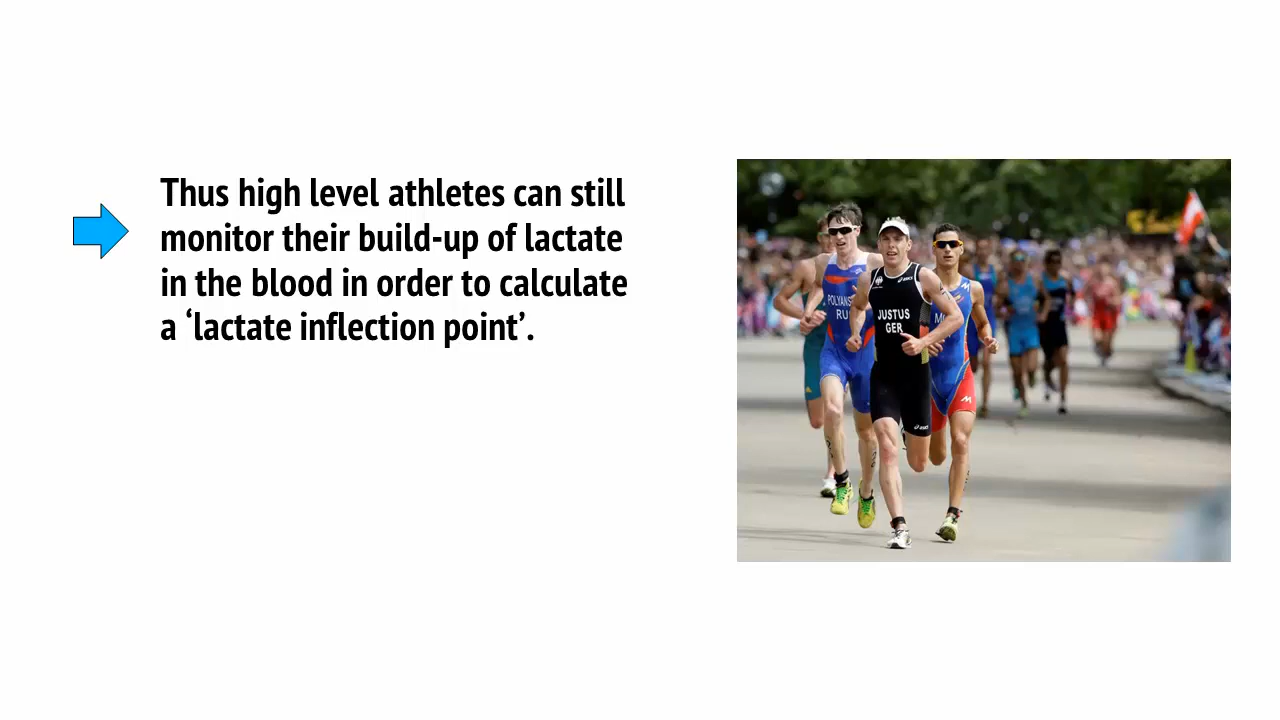 Thus high level athletes can still
monitor their build-up of lactate
in the blood in order to calculate
a ‘lactate inflection point’.
POLYANS
RU
JUSTUS
GER
asics